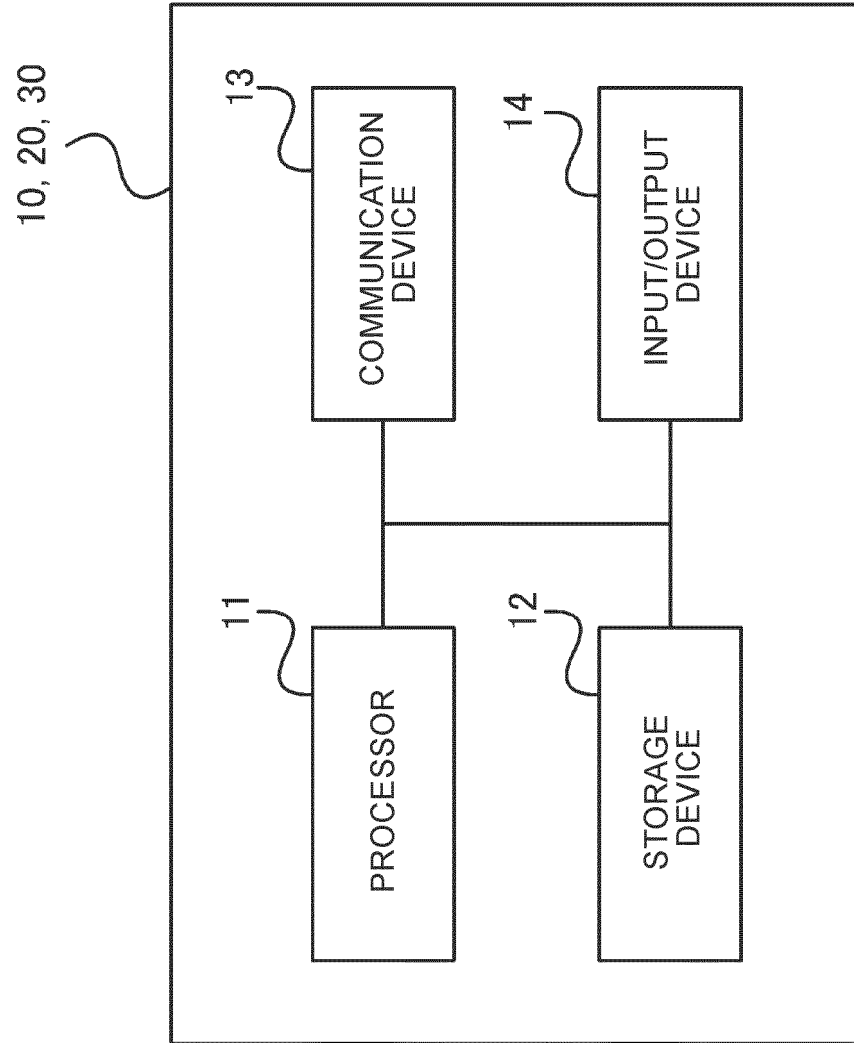 10, 20, 30
11
PROCESSOR
13
COMMUNICATION
DEVICE
12
STORAGE
DEVICE
14
INPUT/OUTPUT
DEVICE